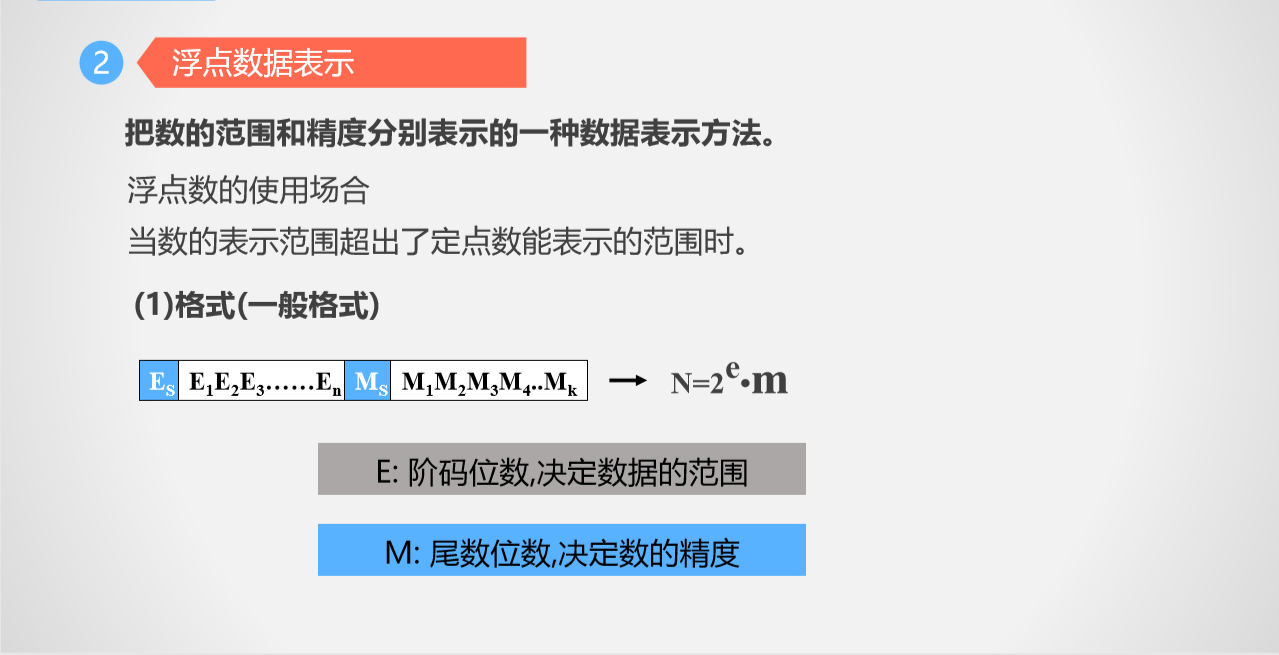 2 浮点数据表示
把数的范围和精度分别表示的一种数据表示方法。
浮点数的使用场合
当数的表示范围超出了定点数能表示的范围时。
(1)格式(一般格式)
E_S E_1E_2E_3……E_n M_S M_1M_2M_3M_4..M_k → N=2^e•m
E: 阶码位数,决定数据的范围
M: 尾数位数,决定数的精度